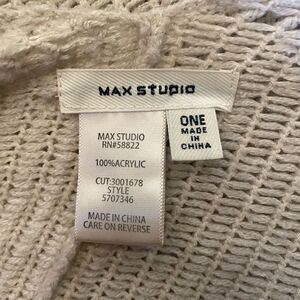 MAX STUDIO
ONE
MADE
IN
CHINA
MAX STUDIO
RN#58822
100%ACRYLIC
CUT:3001678
STYLE
5707346
MADE IN CHINA
CARE ON REVERSE